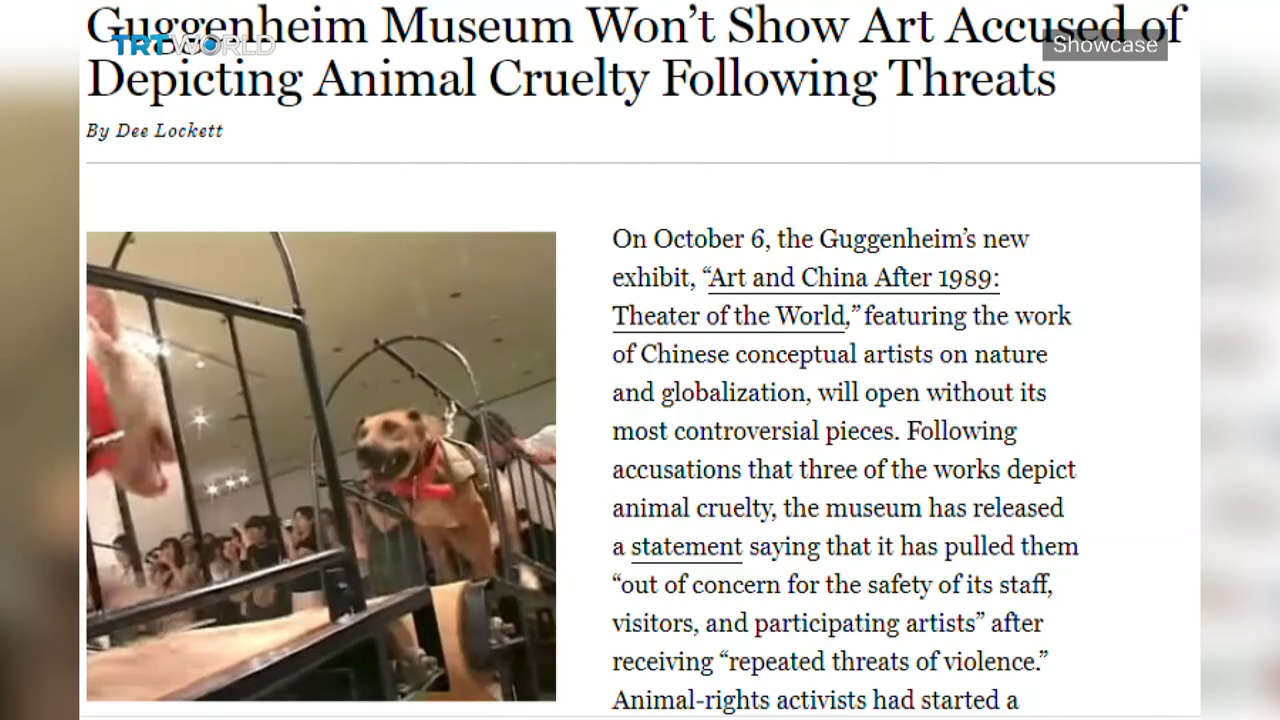 Guggenheim Museum Won’t Show Art Accused of
TRT WORLD
Showcase
Depicting Animal Cruelty Following Threats
By Dee Lockett
On October 6, the Guggenheim’s new
exhibit, “Art and China After 1989:
Theater of the World,” featuring the work
of Chinese conceptual artists on nature
and globalization, will open without its
most controversial pieces. Following
accusations that three of the works depict
animal cruelty, the museum has released
a statement saying that it has pulled them
“out of concern for the safety of its staff,
visitors, and participating artists” after
receiving “repeated threats of violence.”
Animal-rights activists had started a